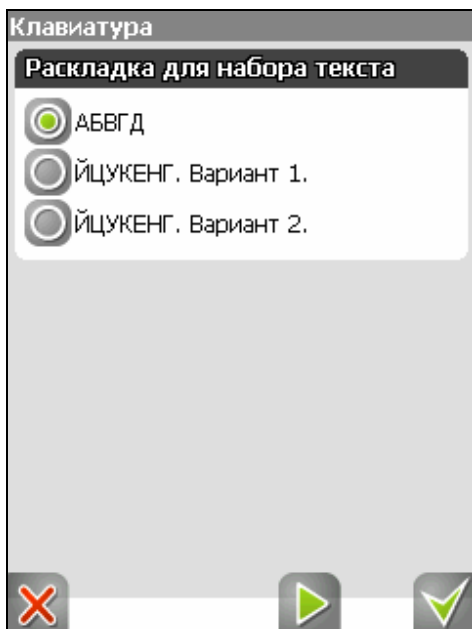 Клавиатура
Раскладка для набора текста
АБВГД
ЙЦУКЕНГ. Вариант 1.
ЙЦУКЕНГ. Вариант 2.